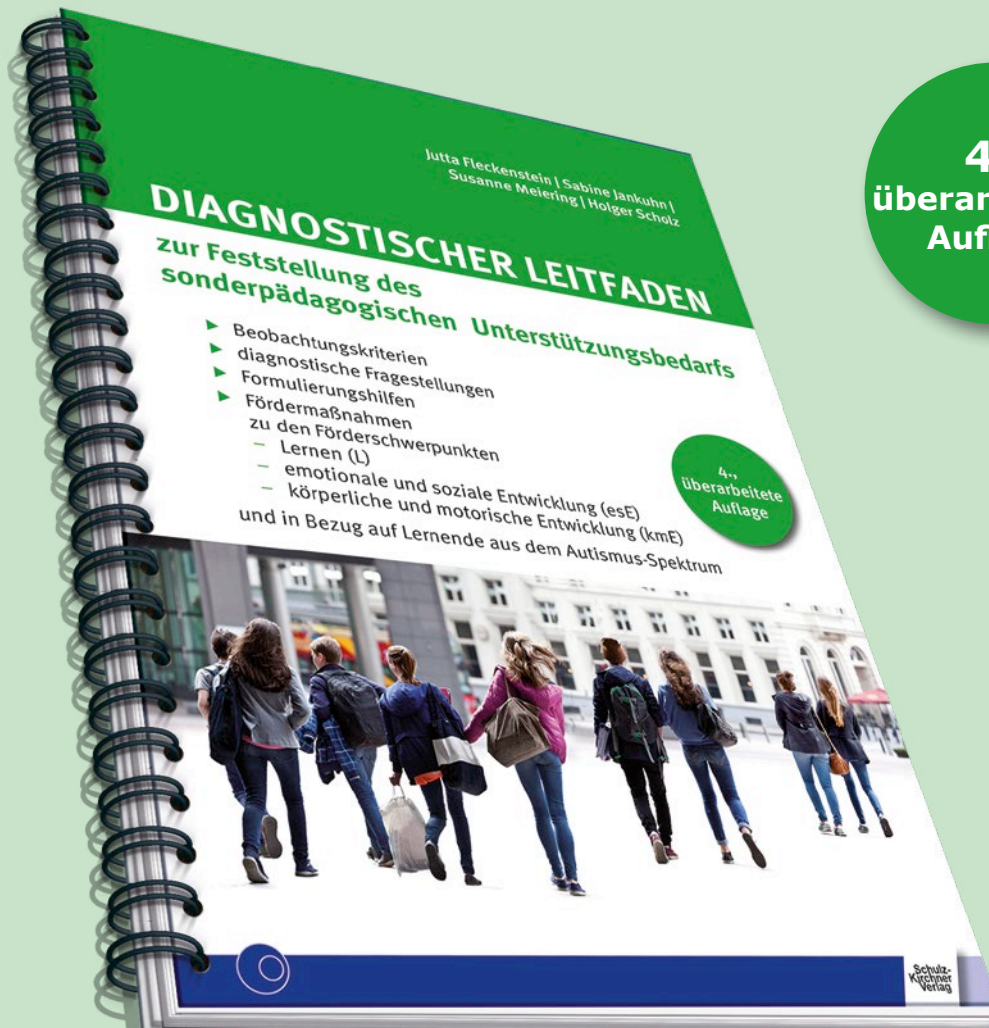 Jutta Fleckenstein | Sabine Jankuhn |
Susanne Meiering | Holger Scholz
DIAGNOSTISCHER LEITFADEN
zur Feststellung des
sonderpädagogischen Unterstützungsbedarfs
► Beobachtungskriterien
► diagnostische Fragestellungen
► Formulierungshilfen
► Fördermaßnahmen
zu den Förderschwerpunkten
– Lernen (L)
– emotionale und soziale Entwicklung (esE)
– körperliche und motorische Entwicklung (kmE)
und in Bezug auf Lernende aus dem Autismus-Spektrum
4.,
überarbeitete
Auflage
Schulz-
Kirchner
Verlag
4
überar
Auf